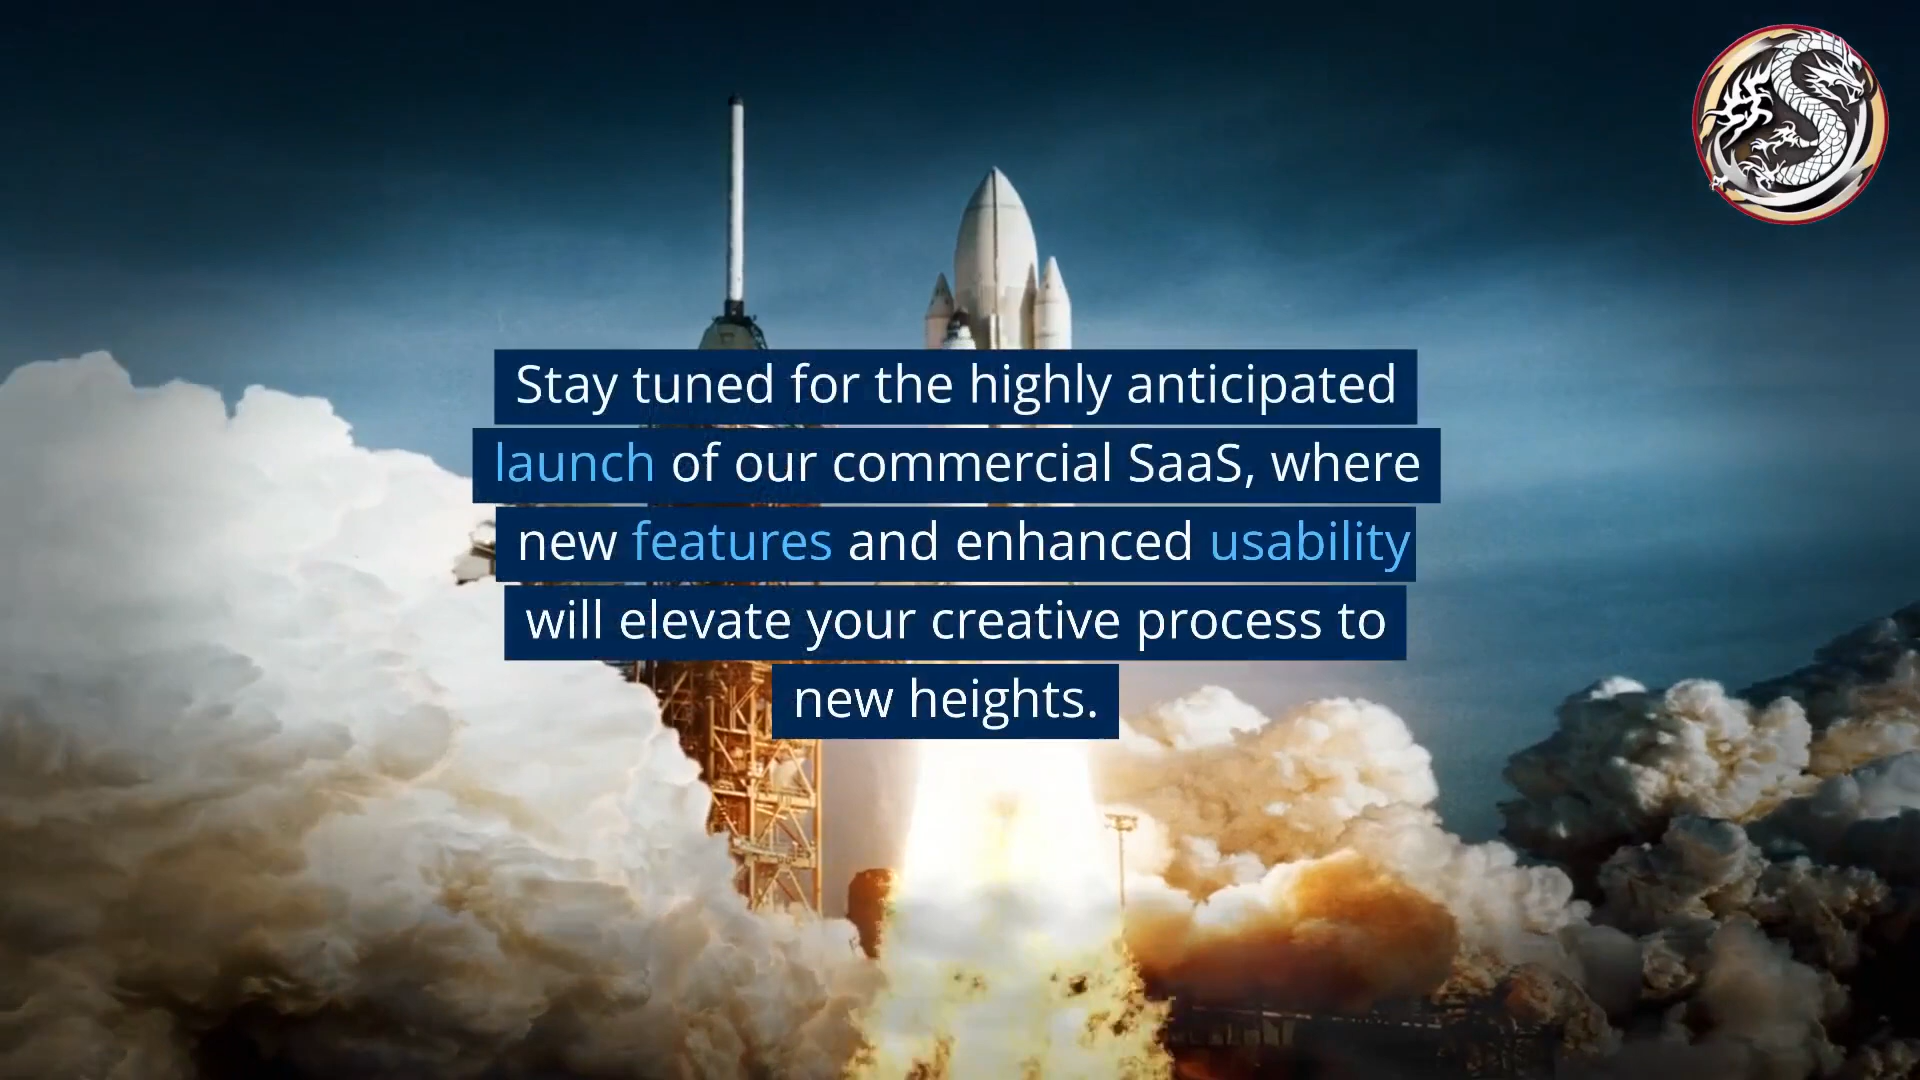 Stay tuned for the highly anticipated
launch of our commercial SaaS, where
new features and enhanced usability
will elevate your creative process to
new heights.